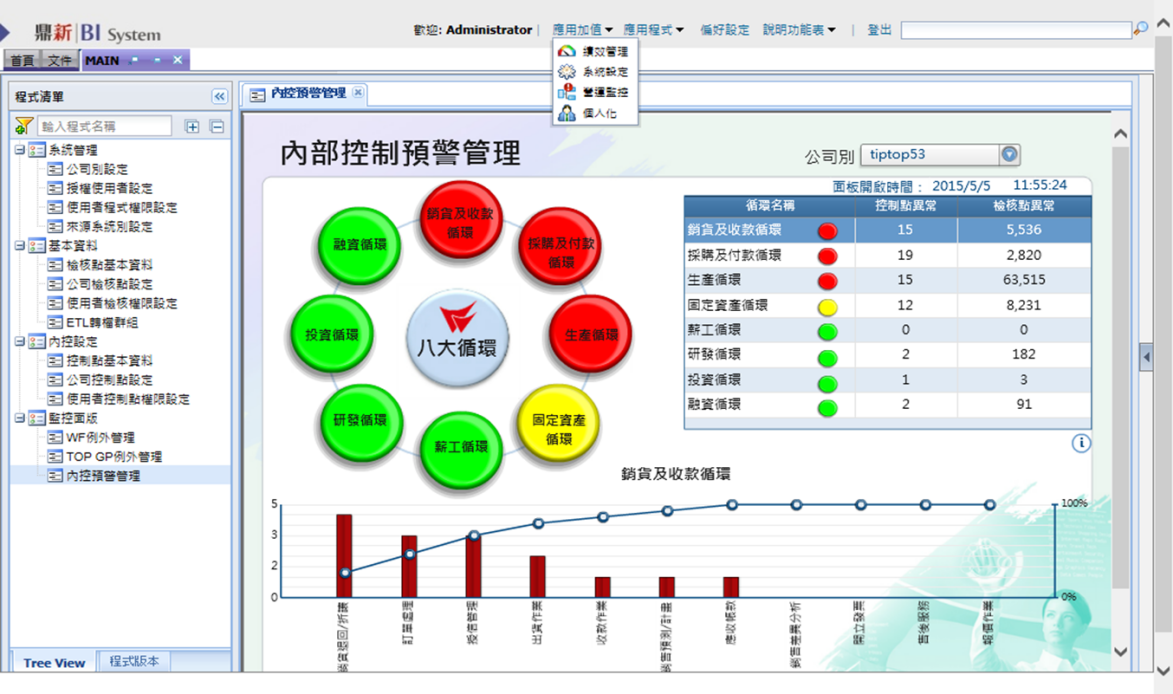 鼎新 BI System
歡迎: Administrator | 應用加值 應用程式 偏好設定 說明功能表 | 登出
首頁 文件 MAIN
績效管理
系統設定
營運監控
個人化
程式清單
輸入程式名稱
系統管理
公司別設定
授權使用者設定
使用者程式權限設定
來源系統別設定
基本資料
檢核點基本資料
公司檢核點設定
使用者檢核權限設定
ETL轉檔群組
內控設定
控制點基本資料
公司控制點設定
使用者控制點權限設定
監控面版
WF例外管理
TOP GP例外管理
內控預警管理
Tree View 程式版本
內控預警管理
內部控制預警管理
公司別 tiptop53
面板開啟時間： 2015/5/5 11:55:24
銷貨及收款
循環
採購及付款
循環
生產循環
固定資產
循環
薪工循環
研發循環
投資循環
融資循環
八大循環
循環名稱 控制點異常 檢核點異常
銷貨及收款循環 15 5,536
採購及付款循環 19 2,820
生產循環 15 63,515
固定資產循環 12 8,231
薪工循環 0 0
研發循環 2 182
投資循環 1 3
融資循環 2 91
銷貨及收款循環
5
3
2
0
100%
0%
銷貨退回/折讓
訂單處理
授信管理
出貨作業
收款作業
銷售預測/計畫
應收帳款
銷售差異分析
開立發票
售後服務
報價作業